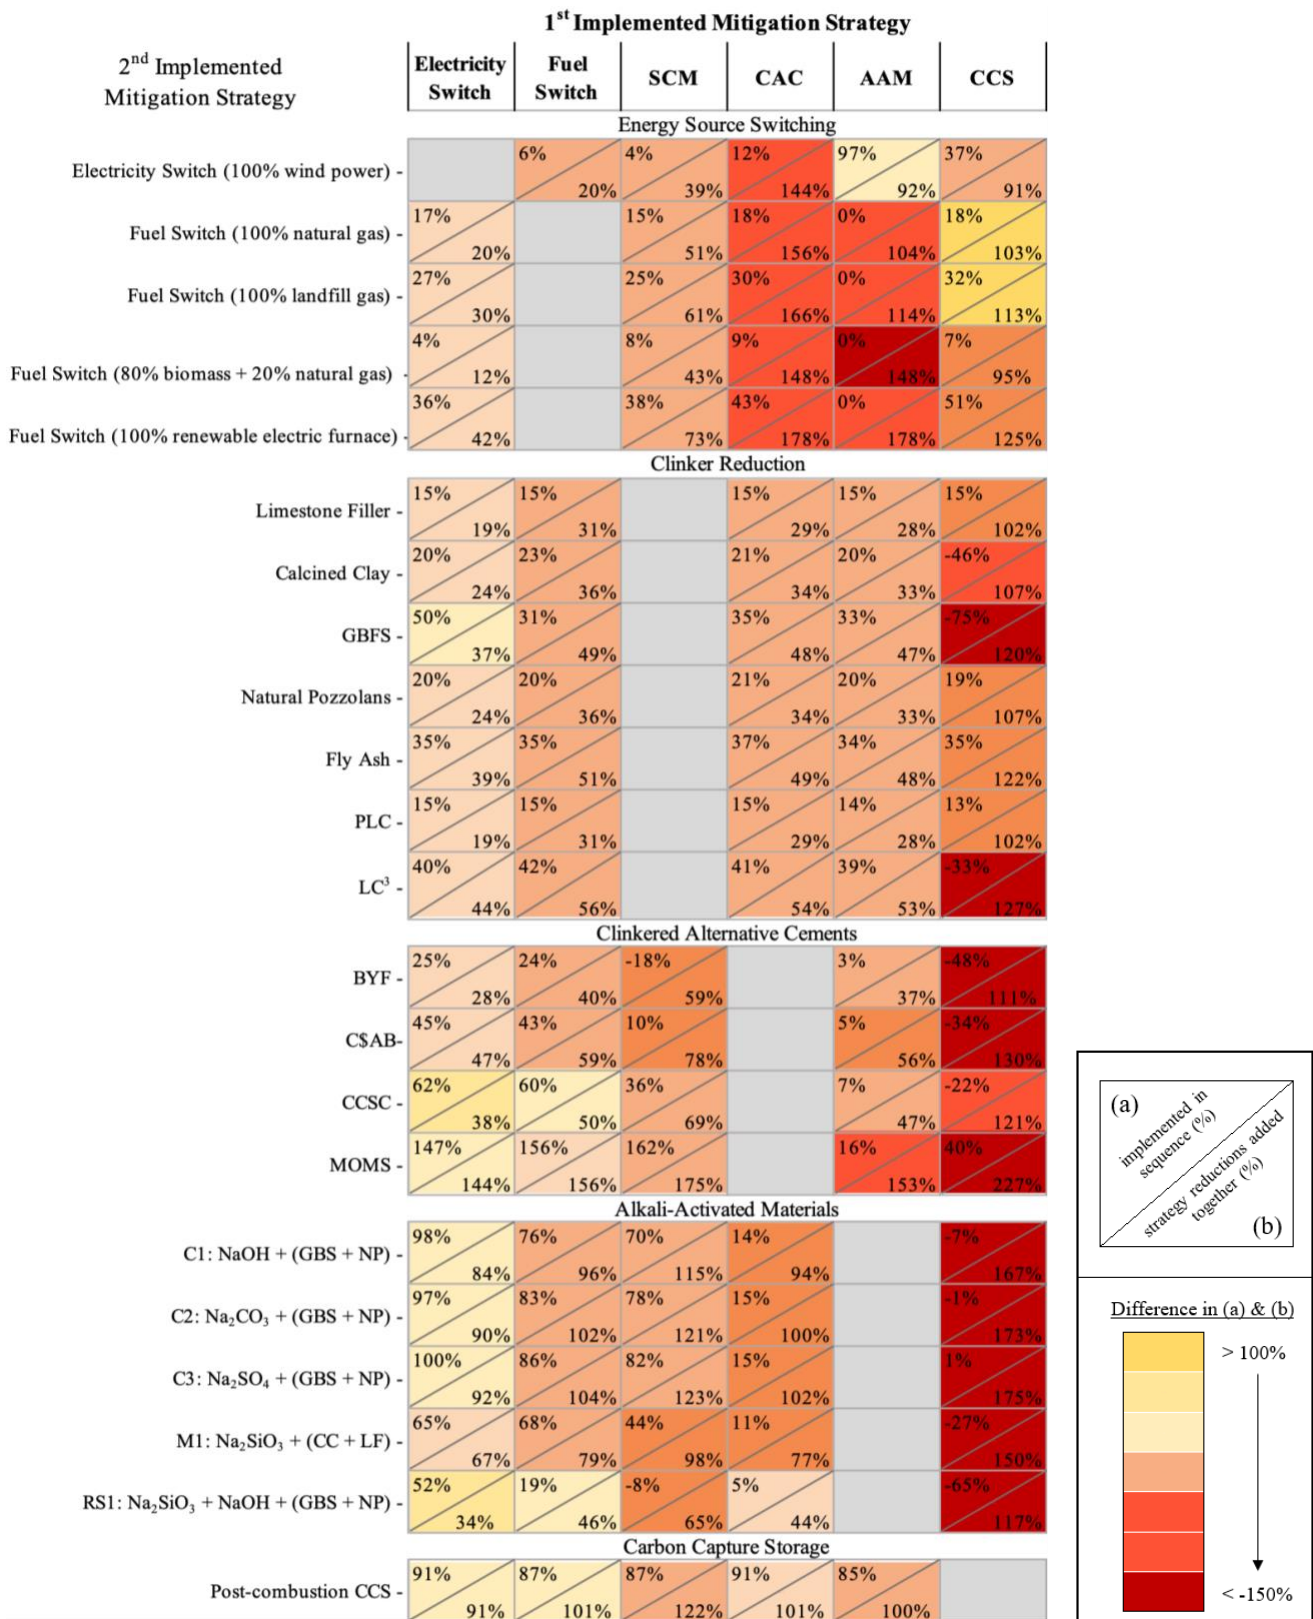 1st Implemented Mitigation Strategy
2nd Implemented
Mitigation Strategy
Electricity
Switch
Fuel
Switch
SCM
CAC
AAM
CCS
Energy Source Switching
Electricity Switch (100% wind power) -
6% 20% 4% 39% 12% 144% 97% 92% 37% 91%
Fuel Switch (100% natural gas) -
17% 20% 15% 51% 18% 156% 0% 104% 18% 103%
Fuel Switch (100% landfill gas) -
27% 30% 25% 61% 30% 166% 0% 114% 32% 113%
Fuel Switch (80% biomass + 20% natural gas) -
4% 12% 8% 43% 9% 148% 0% 148% 7% 95%
Fuel Switch (100% renewable electric furnace) -
36% 42% 38% 73% 43% 178% 0% 178% 51% 125%
Clinker Reduction
Limestone Filler -
15% 19% 15% 31% 15% 29% 15% 28% 15% 102%
Calcined Clay -
20% 24% 23% 36% 21% 34% 20% 33% -46% 107%
GBFS -
50% 37% 31% 49% 35% 48% 33% 47% -75% 120%
Natural Pozzolans -
20% 24% 20% 36% 21% 34% 20% 33% 19% 107%
Fly Ash -
35% 39% 35% 51% 37% 49% 34% 48% 35% 122%
PLC -
15% 19% 15% 31% 15% 29% 14% 28% 13% 102%
LC³ -
40% 44% 42% 56% 41% 54% 39% 53% -33% 127%
Clinkered Alternative Cements
BYF -
25% 28% 24% 40% -18% 59% 3% 37% -48% 111%
C$AB-
45% 47% 43% 59% 10% 78% 5% 56% -34% 130%
CCSC -
62% 38% 60% 50% 36% 69% 7% 47% -22% 121%
MOMS -
147% 144% 156% 156% 162% 175% 16% 153% 40% 227%
Alkali-Activated Materials
C1: NaOH + (GBS + NP) -
98% 84% 76% 96% 70% 115% 14% 94% -7% 167%
C2: Na₂CO₃ + (GBS + NP) -
97% 90% 83% 102% 78% 121% 15% 100% -1% 173%
C3: Na₂SO₄ + (GBS + NP) -
100% 92% 86% 104% 82% 123% 15% 102% 1% 175%
M1: Na₂SiO₃ + (CC + LF) -
65% 67% 68% 79% 44% 98% 11% 77% -27% 150%
RS1: Na₂SiO₃ + NaOH + (GBS + NP) -
52% 34% 19% 46% -8% 65% 5% 44% -65% 117%
Carbon Capture Storage
Post-combustion CCS -
91% 91% 87% 101% 87% 122% 91% 101% 85% 100%
(a)
implemented in
sequence (%)
strategy reductions added
together (%)
(b)
Difference in (a) & (b)
> 100%
< -150%